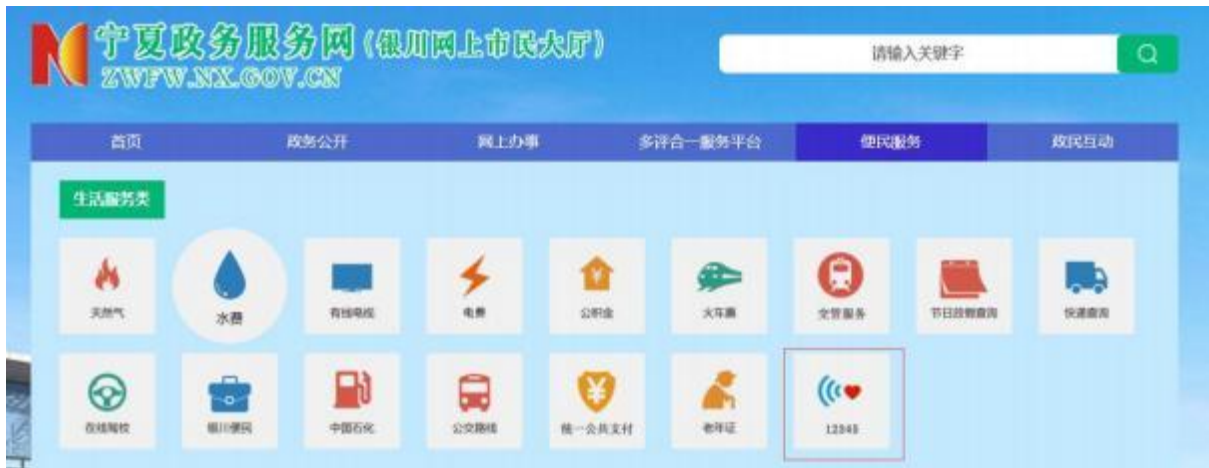 宁夏政务服务网（银川网上市民大厅）
ZWFW.NX.GOV.CN
请输入关键字
首页 政务公开 网上办事 多评合一服务平台 便民服务 政民互动
生活服务类
天然气 水费 有线电视 电费 公积金 火车票 交管服务 节日放假查询 快递查询
在线驾校 银川便民 中国石化 公交路线 统一公共支付 老年证 12345